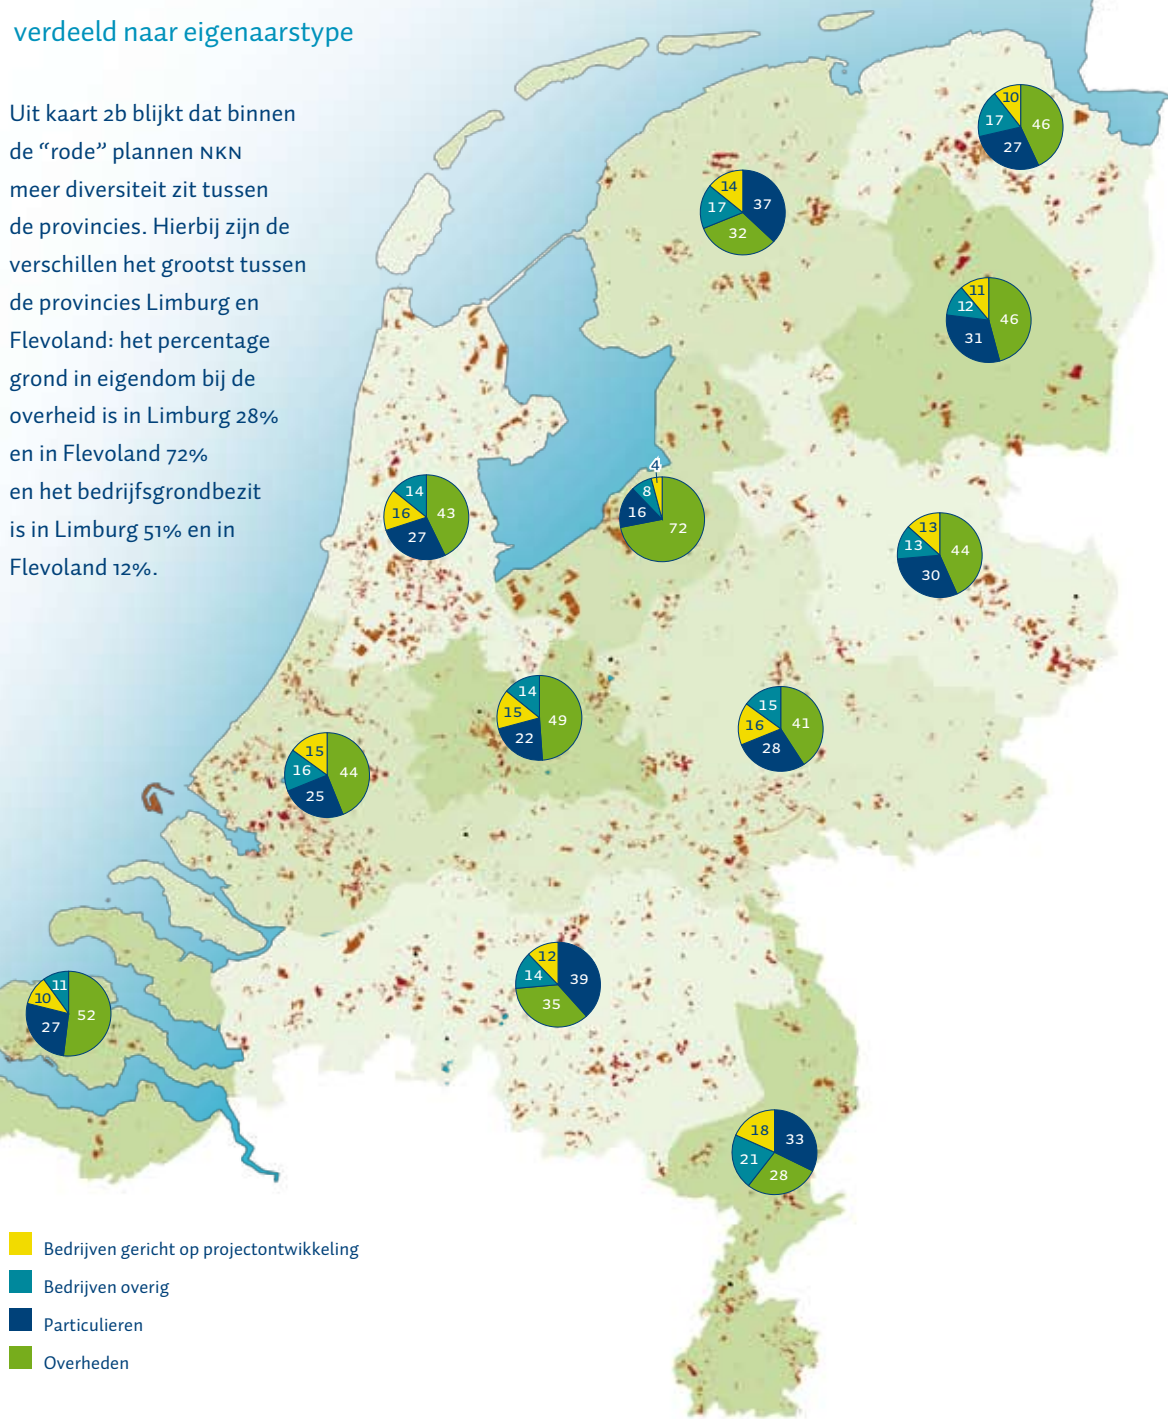 verdeeld naar eigenaarstype
Uit kaart 2b blijkt dat binnen
de “rode” plannen NKN
meer diversiteit zit tussen
de provincies. Hierbij zijn de
verschillen het grootst tussen
de provincies Limburg en
Flevoland: het percentage
grond in eigendom bij de
overheid is in Limburg 28%
en in Flevoland 72%
en het bedrijfsgrondbezit
is in Limburg 51% en in
Flevoland 12%.
10
17
46
27
14
37
17
32
11
12
46
31
14
16
43
27
4
8
16
72
13
13
44
30
14
15
49
22
15
16
41
28
15
16
44
25
12
14
39
35
11
10
52
27
18
33
21
28
Bedrijven gericht op projectontwikkeling
Bedrijven overig
Particulieren
Overheden